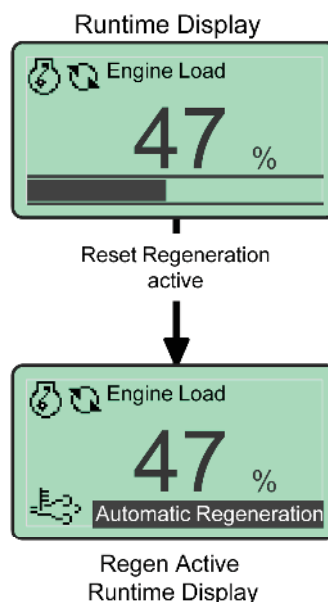 Runtime Display
Engine Load
47 %
Reset Regeneration
active
Engine Load
47 %
Automatic Regeneration
Regen Active
Runtime Display